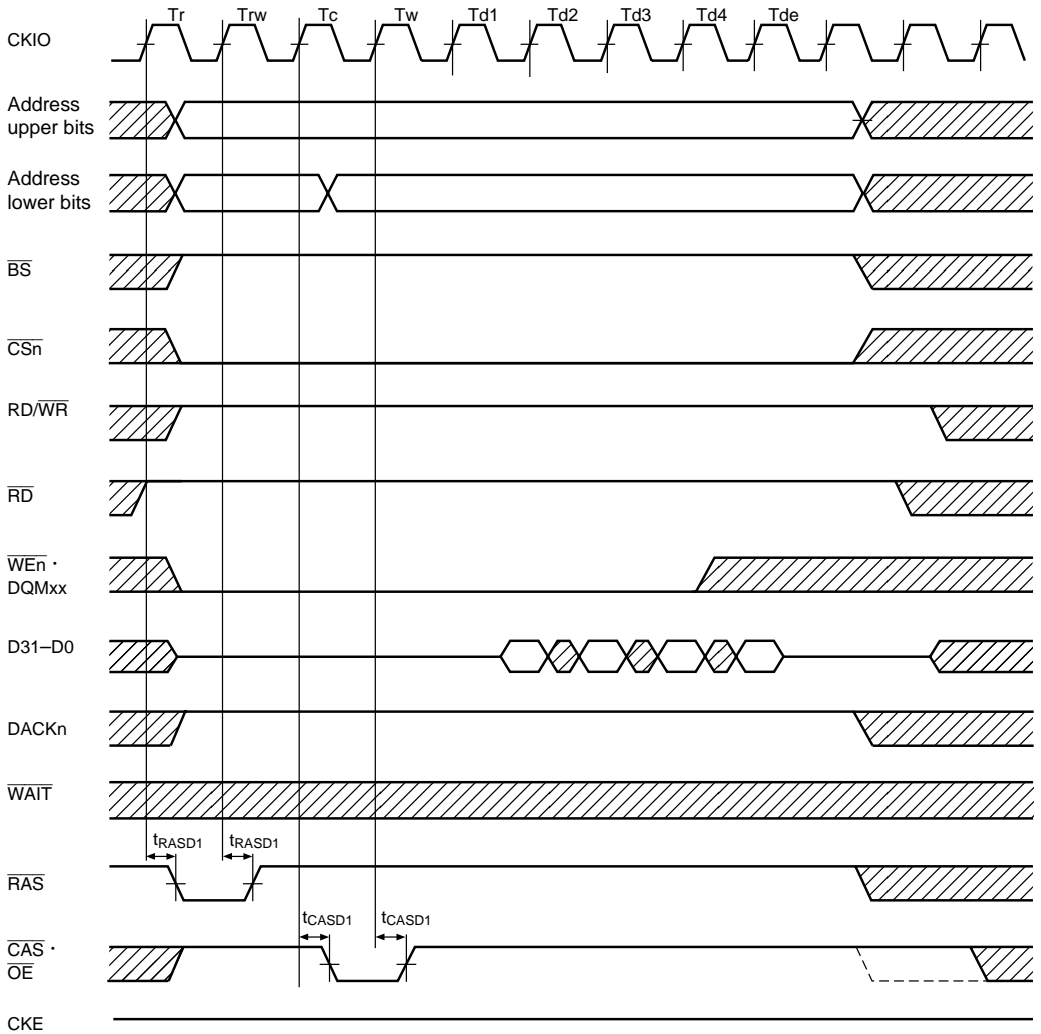 Tr Trw Tc Tw Td1 Td2 Td3 Td4 Tde
CKIO
Address
upper bits
Address
lower bits
BS
CSn
RD/WR
RD
WEn ·
DQMxx
D31–D0
DACKn
WAIT
tRASD1 tRASD1
RAS
tCASD1 tCASD1
CAS ·
OE
CKE